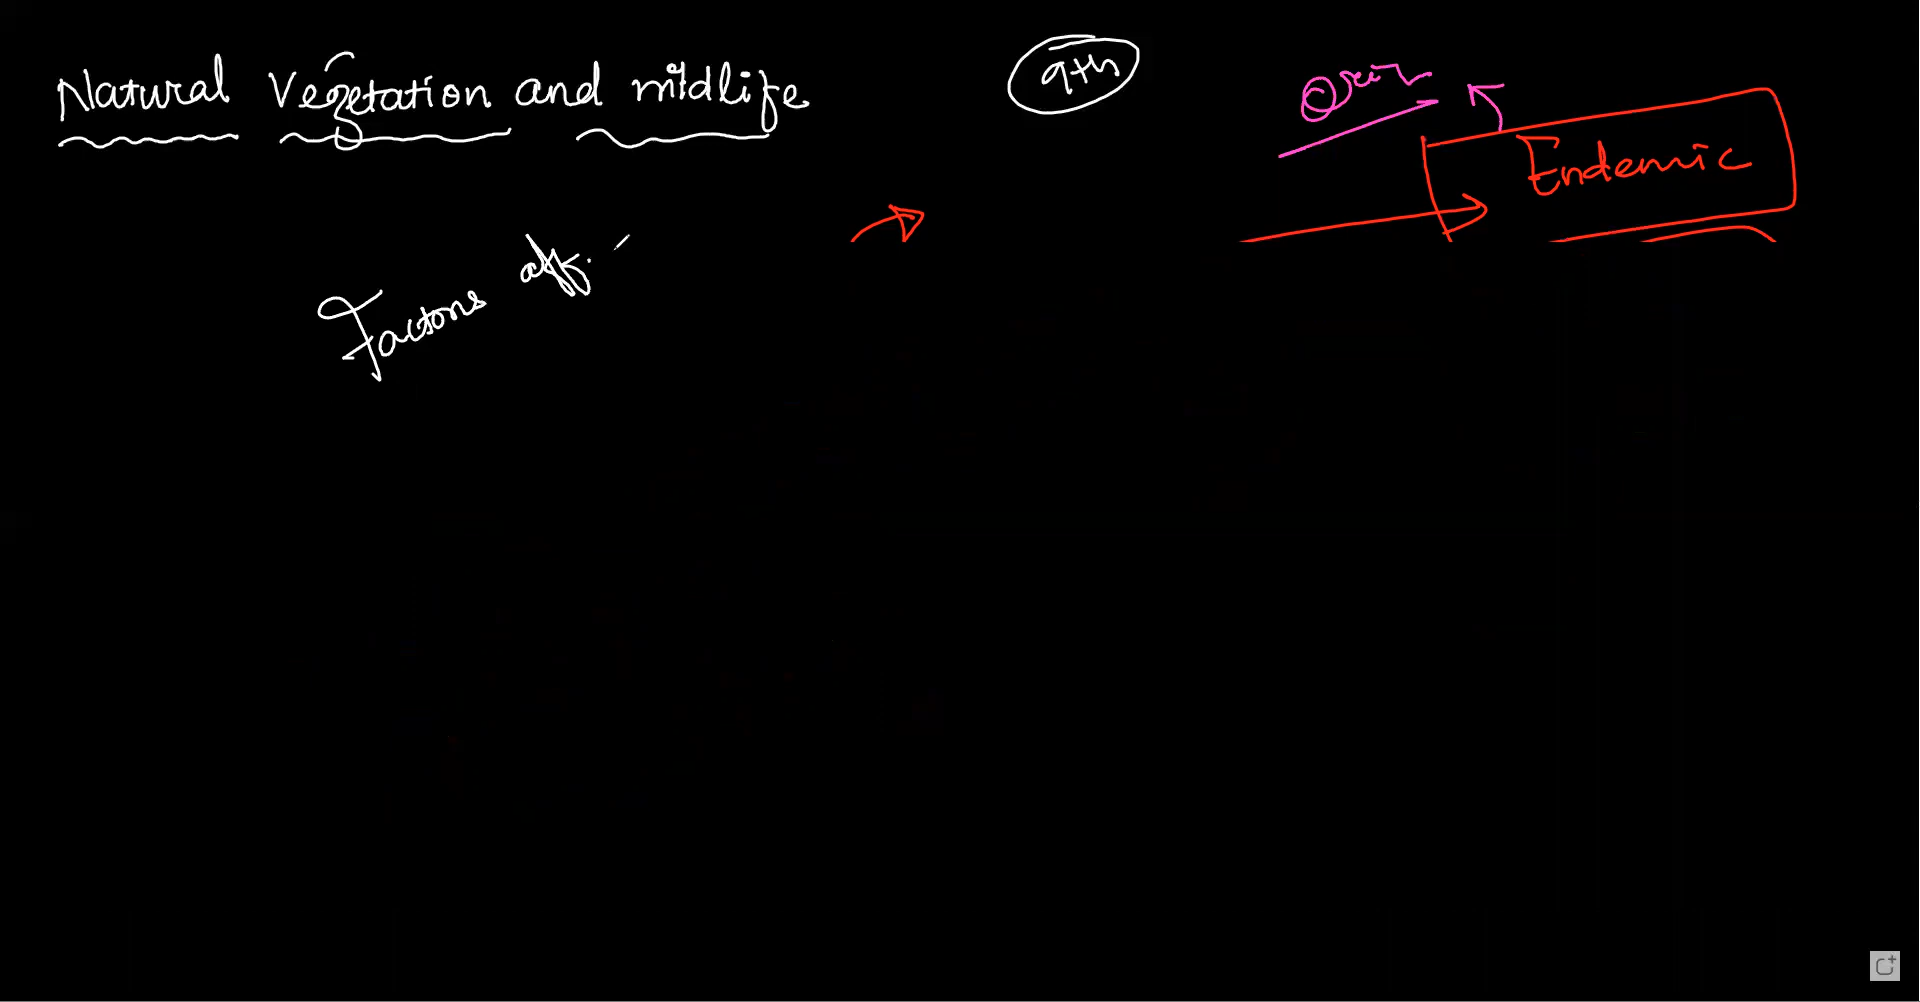 Natural Vegetation and wildlife
9th
Endemic
Factors aff.